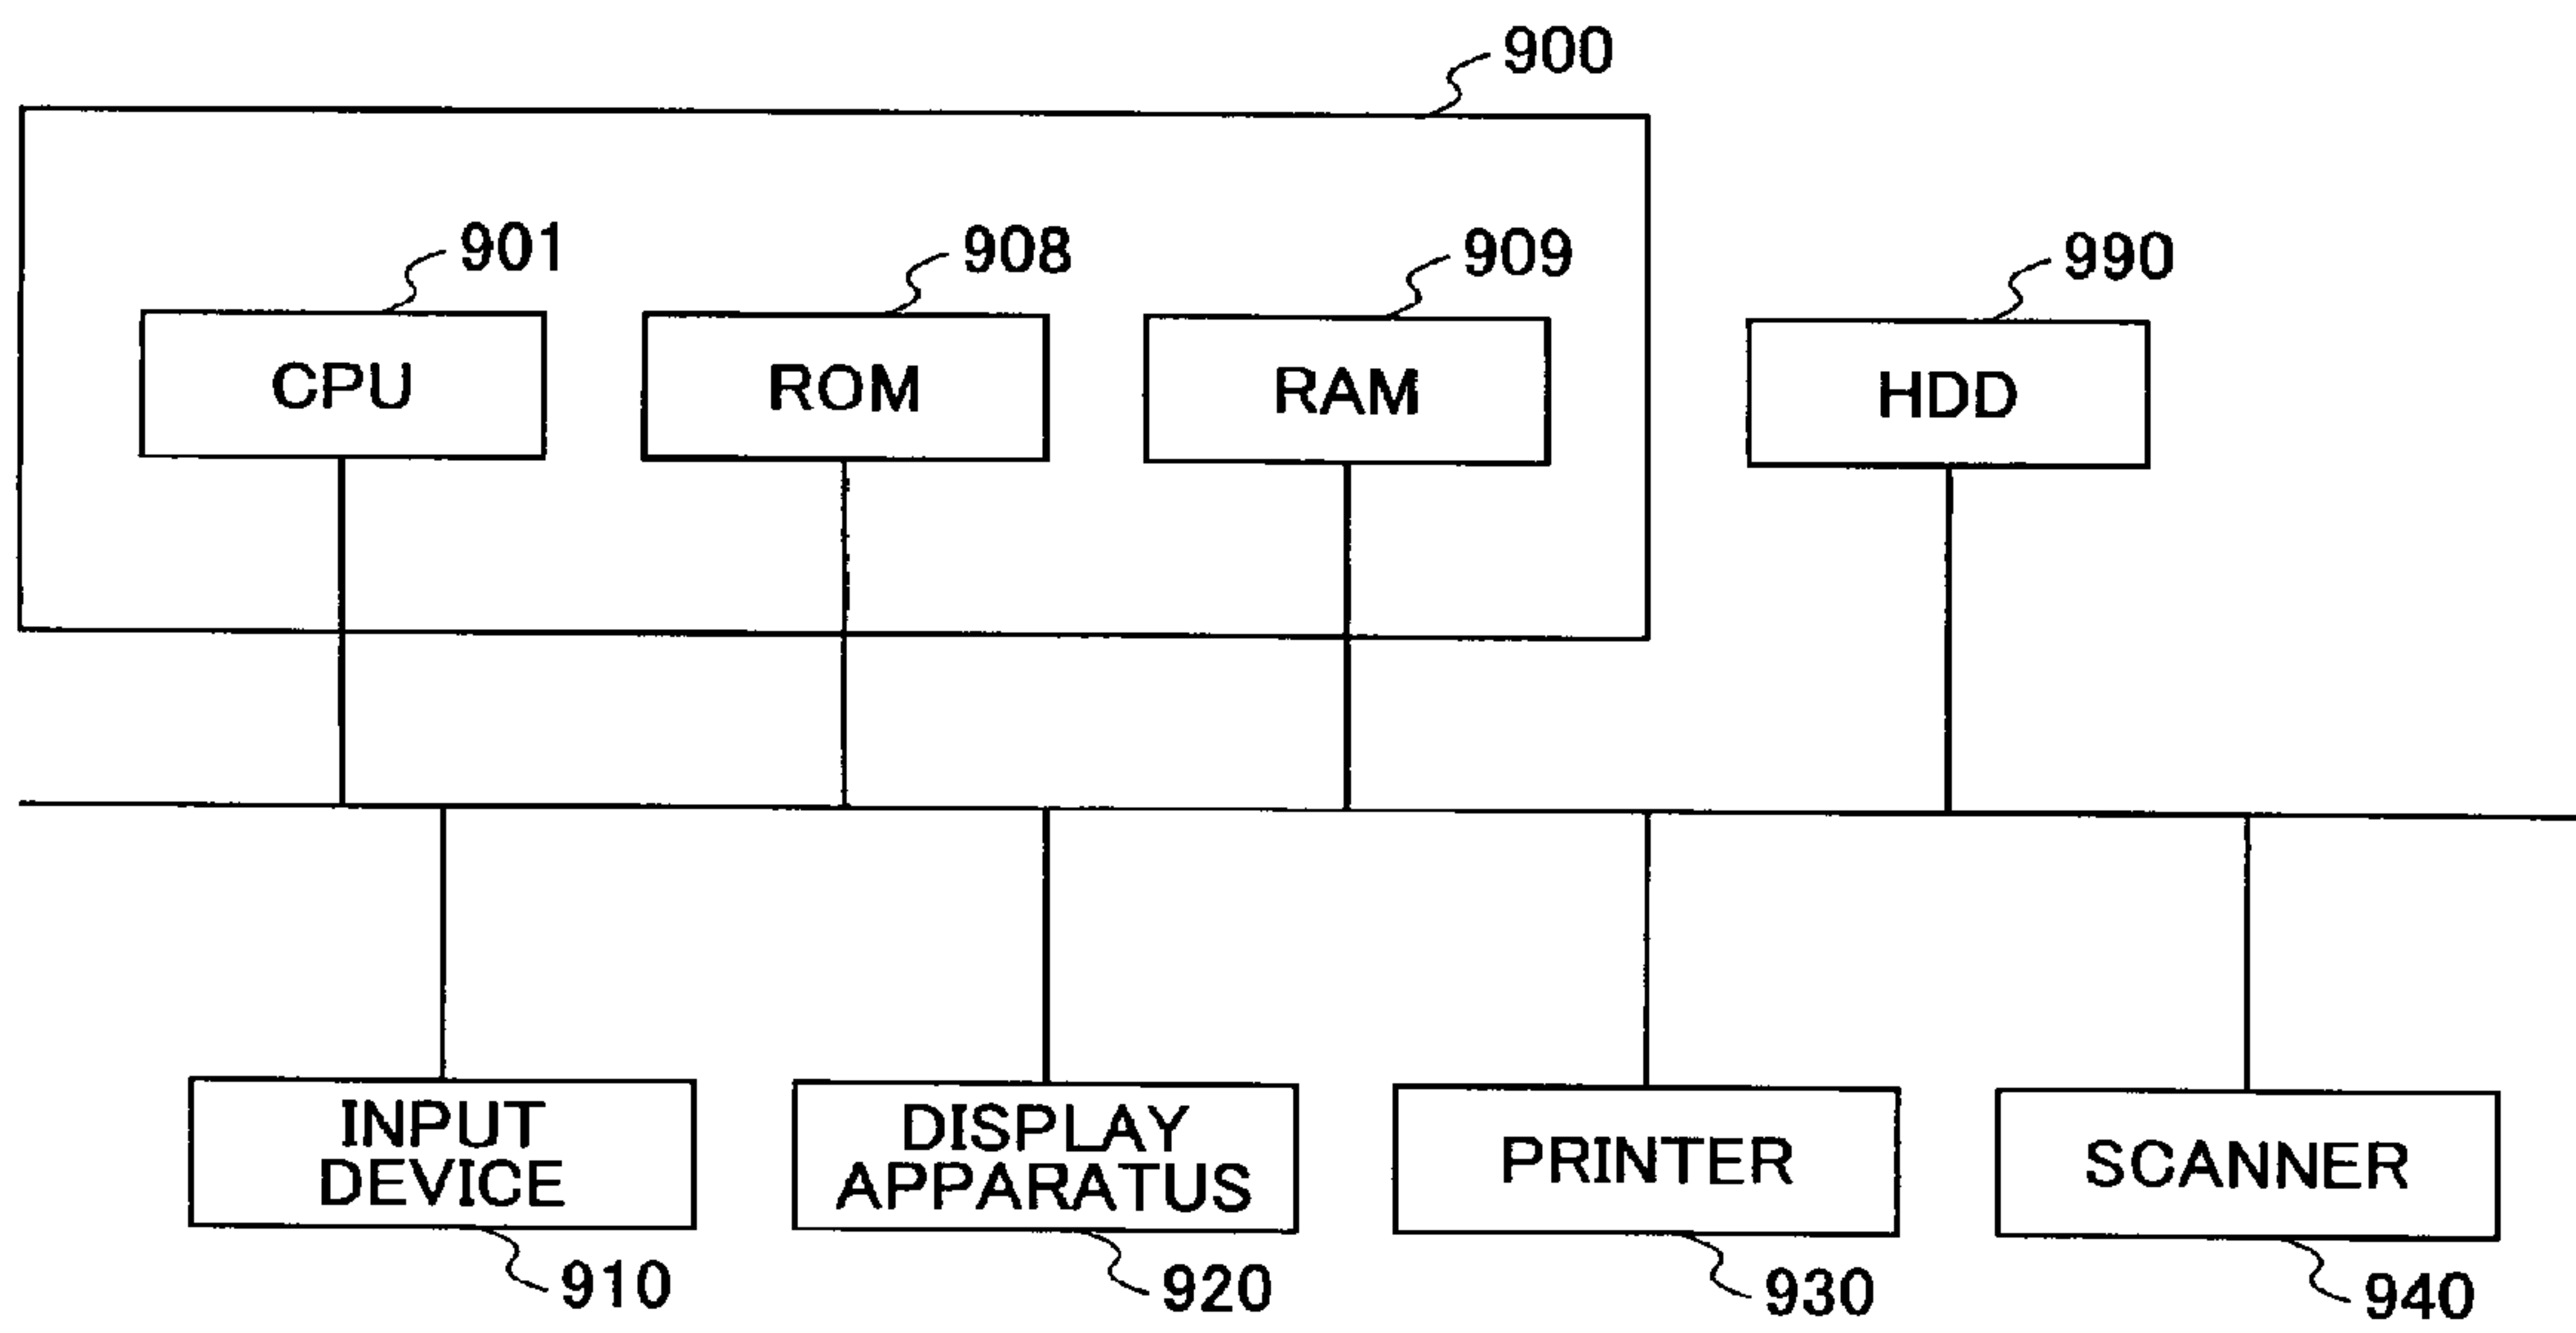 900
901
908
909
990
CPU
ROM
RAM
HDD
INPUT
DEVICE
DISPLAY
APPARATUS
PRINTER
SCANNER
910
920
930
940